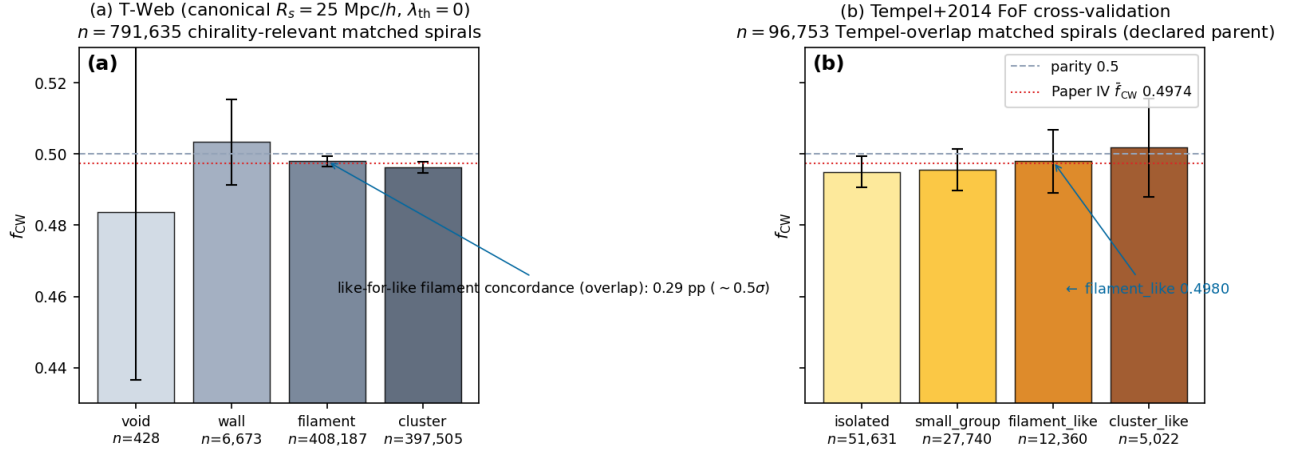 (a) T-Web (canonical R_s = 25 Mpc/h, λ_th = 0)
n = 791,635 chirality-relevant matched spirals
(a)
f_CW
0.52
0.50
0.48
0.46
0.44
like-for-like filament concordance (overlap): 0.29 pp (~0.5σ)
void
n=428
wall
n=6,673
filament
n=408,187
cluster
n=397,505
(b) Tempel+2014 FoF cross-validation
n = 96,753 Tempel-overlap matched spirals (declared parent)
(b)
parity 0.5
Paper IV f̄_CW 0.4974
f_CW
← filament_like 0.4980
isolated
n=51,631
small_group
n=27,740
filament_like
n=12,360
cluster_like
n=5,022